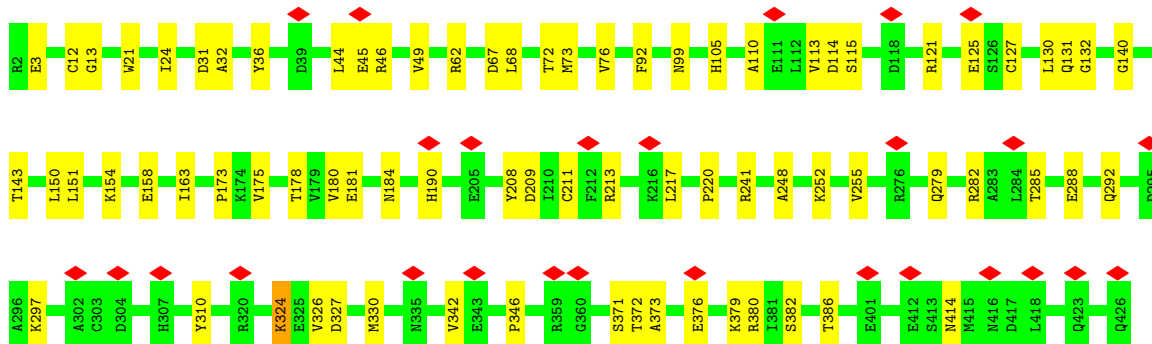 R2 E3 C12 G13 W21 I24 D31 A32 Y36 D39 L44 E45 R46 V49 R62 D67 L68 T72 M73 V76 F92 N99 H105 A110 E111 L112 V113 D114 S115 D118 R121 E125 S126 C127 L130 Q131 G132 G140
T143 L150 L151 K154 E158 I163 P173 K174 V175 T178 V179 V180 E181 N184 H190 E205 Y208 D209 I210 C211 F212 R213 K216 L217 P220 R241 A248 K252 V255 R276 Q279 R282 A283 L284 T285 E288 Q292 D295
A296 K297 A302 C303 D304 H307 Y310 R320 K324 E325 V326 D327 M330 N335 V342 E343 P346 R359 G360 S371 T372 A373 E376 K379 R380 I381 S382 T386 E401 E412 S413 N414 M415 N416 D417 L418 Q423 Q426